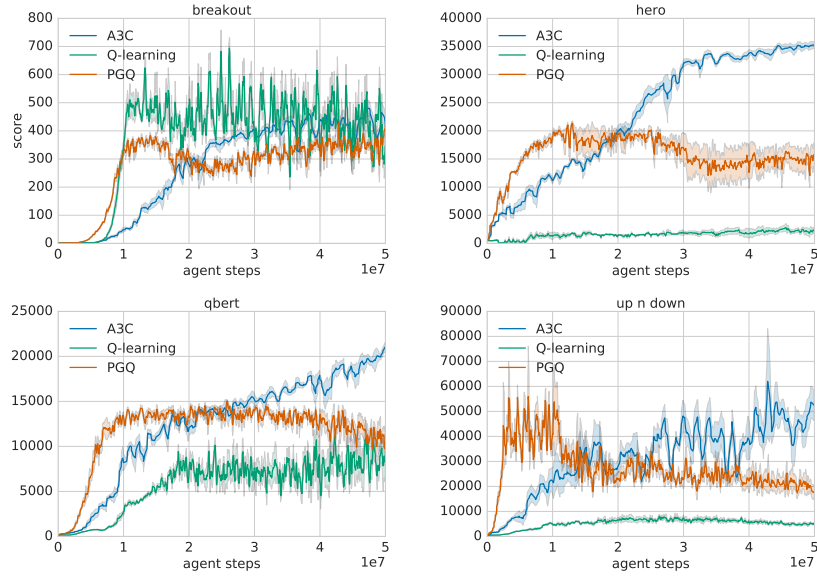 breakout
800
700
600
500
400
300
200
100
0
score
A3C
Q-learning
PGQ
0 1 2 3 4 5
1e7
agent steps
hero
40000
35000
30000
25000
20000
15000
10000
5000
0
A3C
Q-learning
PGQ
0 1 2 3 4 5
1e7
agent steps
qbert
25000
20000
15000
10000
5000
0
A3C
Q-learning
PGQ
0 1 2 3 4 5
1e7
agent steps
up n down
90000
80000
70000
60000
50000
40000
30000
20000
10000
0
A3C
Q-learning
PGQ
0 1 2 3 4 5
1e7
agent steps